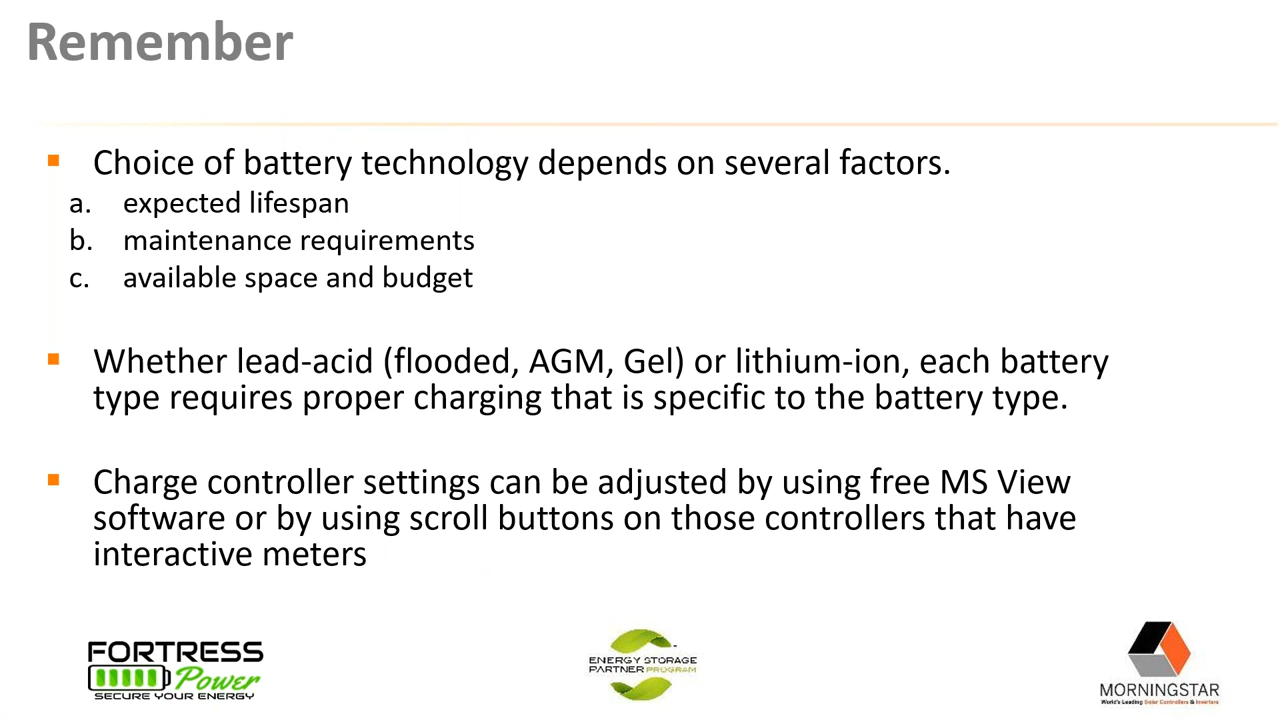 Remember
▪ Choice of battery technology depends on several factors.
a. expected lifespan
b. maintenance requirements
c. available space and budget
▪ Whether lead-acid (flooded, AGM, Gel) or lithium-ion, each battery
type requires proper charging that is specific to the battery type.
▪ Charge controller settings can be adjusted by using free MS View
software or by using scroll buttons on those controllers that have
interactive meters
FORTRESS
Power
SECURE YOUR ENERGY
ENERGY STORAGE
PARTNER PROGRAM
MORNINGSTAR
World's Leading Solar Controllers & Inverters